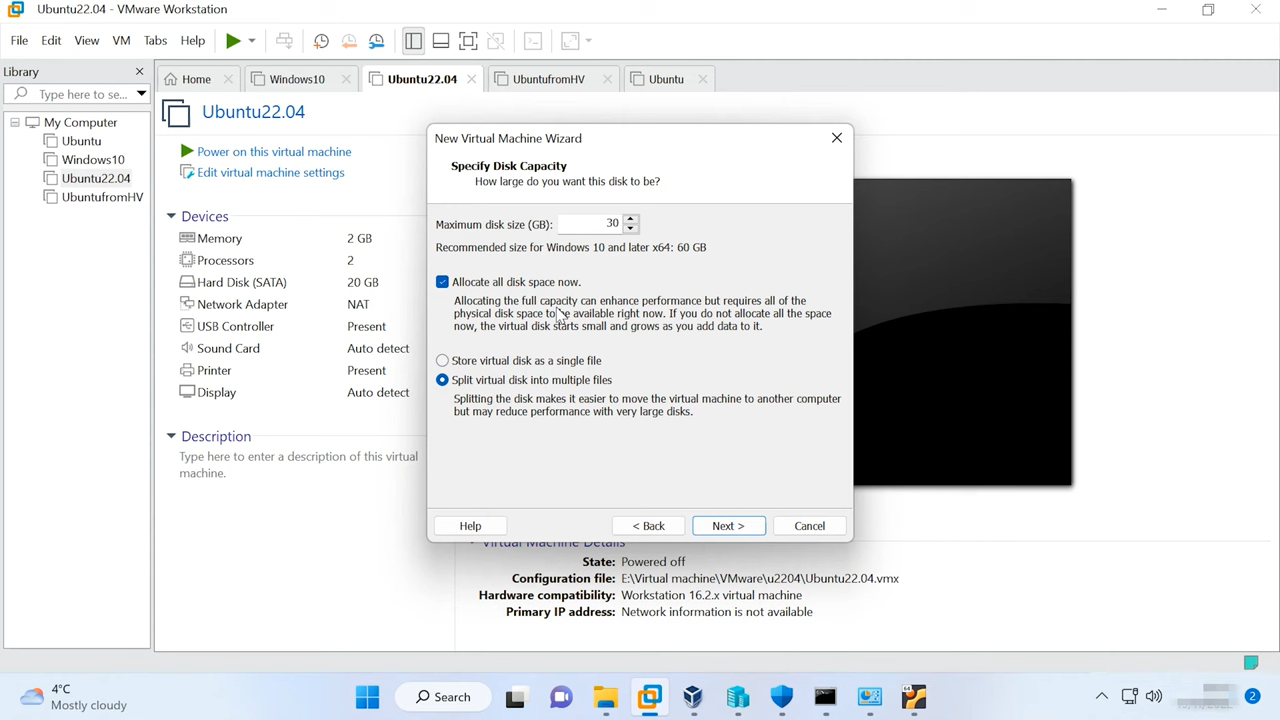 Ubuntu22.04 - VMware Workstation
File Edit View VM Tabs Help
Library
Type here to se...
My Computer
Ubuntu
Windows10
Ubuntu22.04
UbuntufromHV
Home Windows10 Ubuntu22.04 UbuntufromHV Ubuntu
Ubuntu22.04
Power on this virtual machine
Edit virtual machine settings
Devices
Memory 2 GB
Processors 2
Hard Disk (SATA) 20 GB
Network Adapter NAT
USB Controller Present
Sound Card Auto detect
Printer Present
Display Auto detect
Description
Type here to enter a description of this virtual
machine.
New Virtual Machine Wizard
Specify Disk Capacity
How large do you want this disk to be?
Maximum disk size (GB): 30
Recommended size for Windows 10 and later x64: 60 GB
Allocate all disk space now.
Allocating the full capacity can enhance performance but requires all of the
physical disk space to be available right now. If you do not allocate all the space
now, the virtual disk starts small and grows as you add data to it.
Store virtual disk as a single file
Split virtual disk into multiple files
Splitting the disk makes it easier to move the virtual machine to another computer
but may reduce performance with very large disks.
Help < Back Next > Cancel
Virtual Machine Details
State: Powered off
Configuration file: E:\Virtual machine\VMware\u2204\Ubuntu22.04.vmx
Hardware compatibility: Workstation 16.2.x virtual machine
Primary IP address: Network information is not available
4°C
Mostly cloudy
Search
64
2